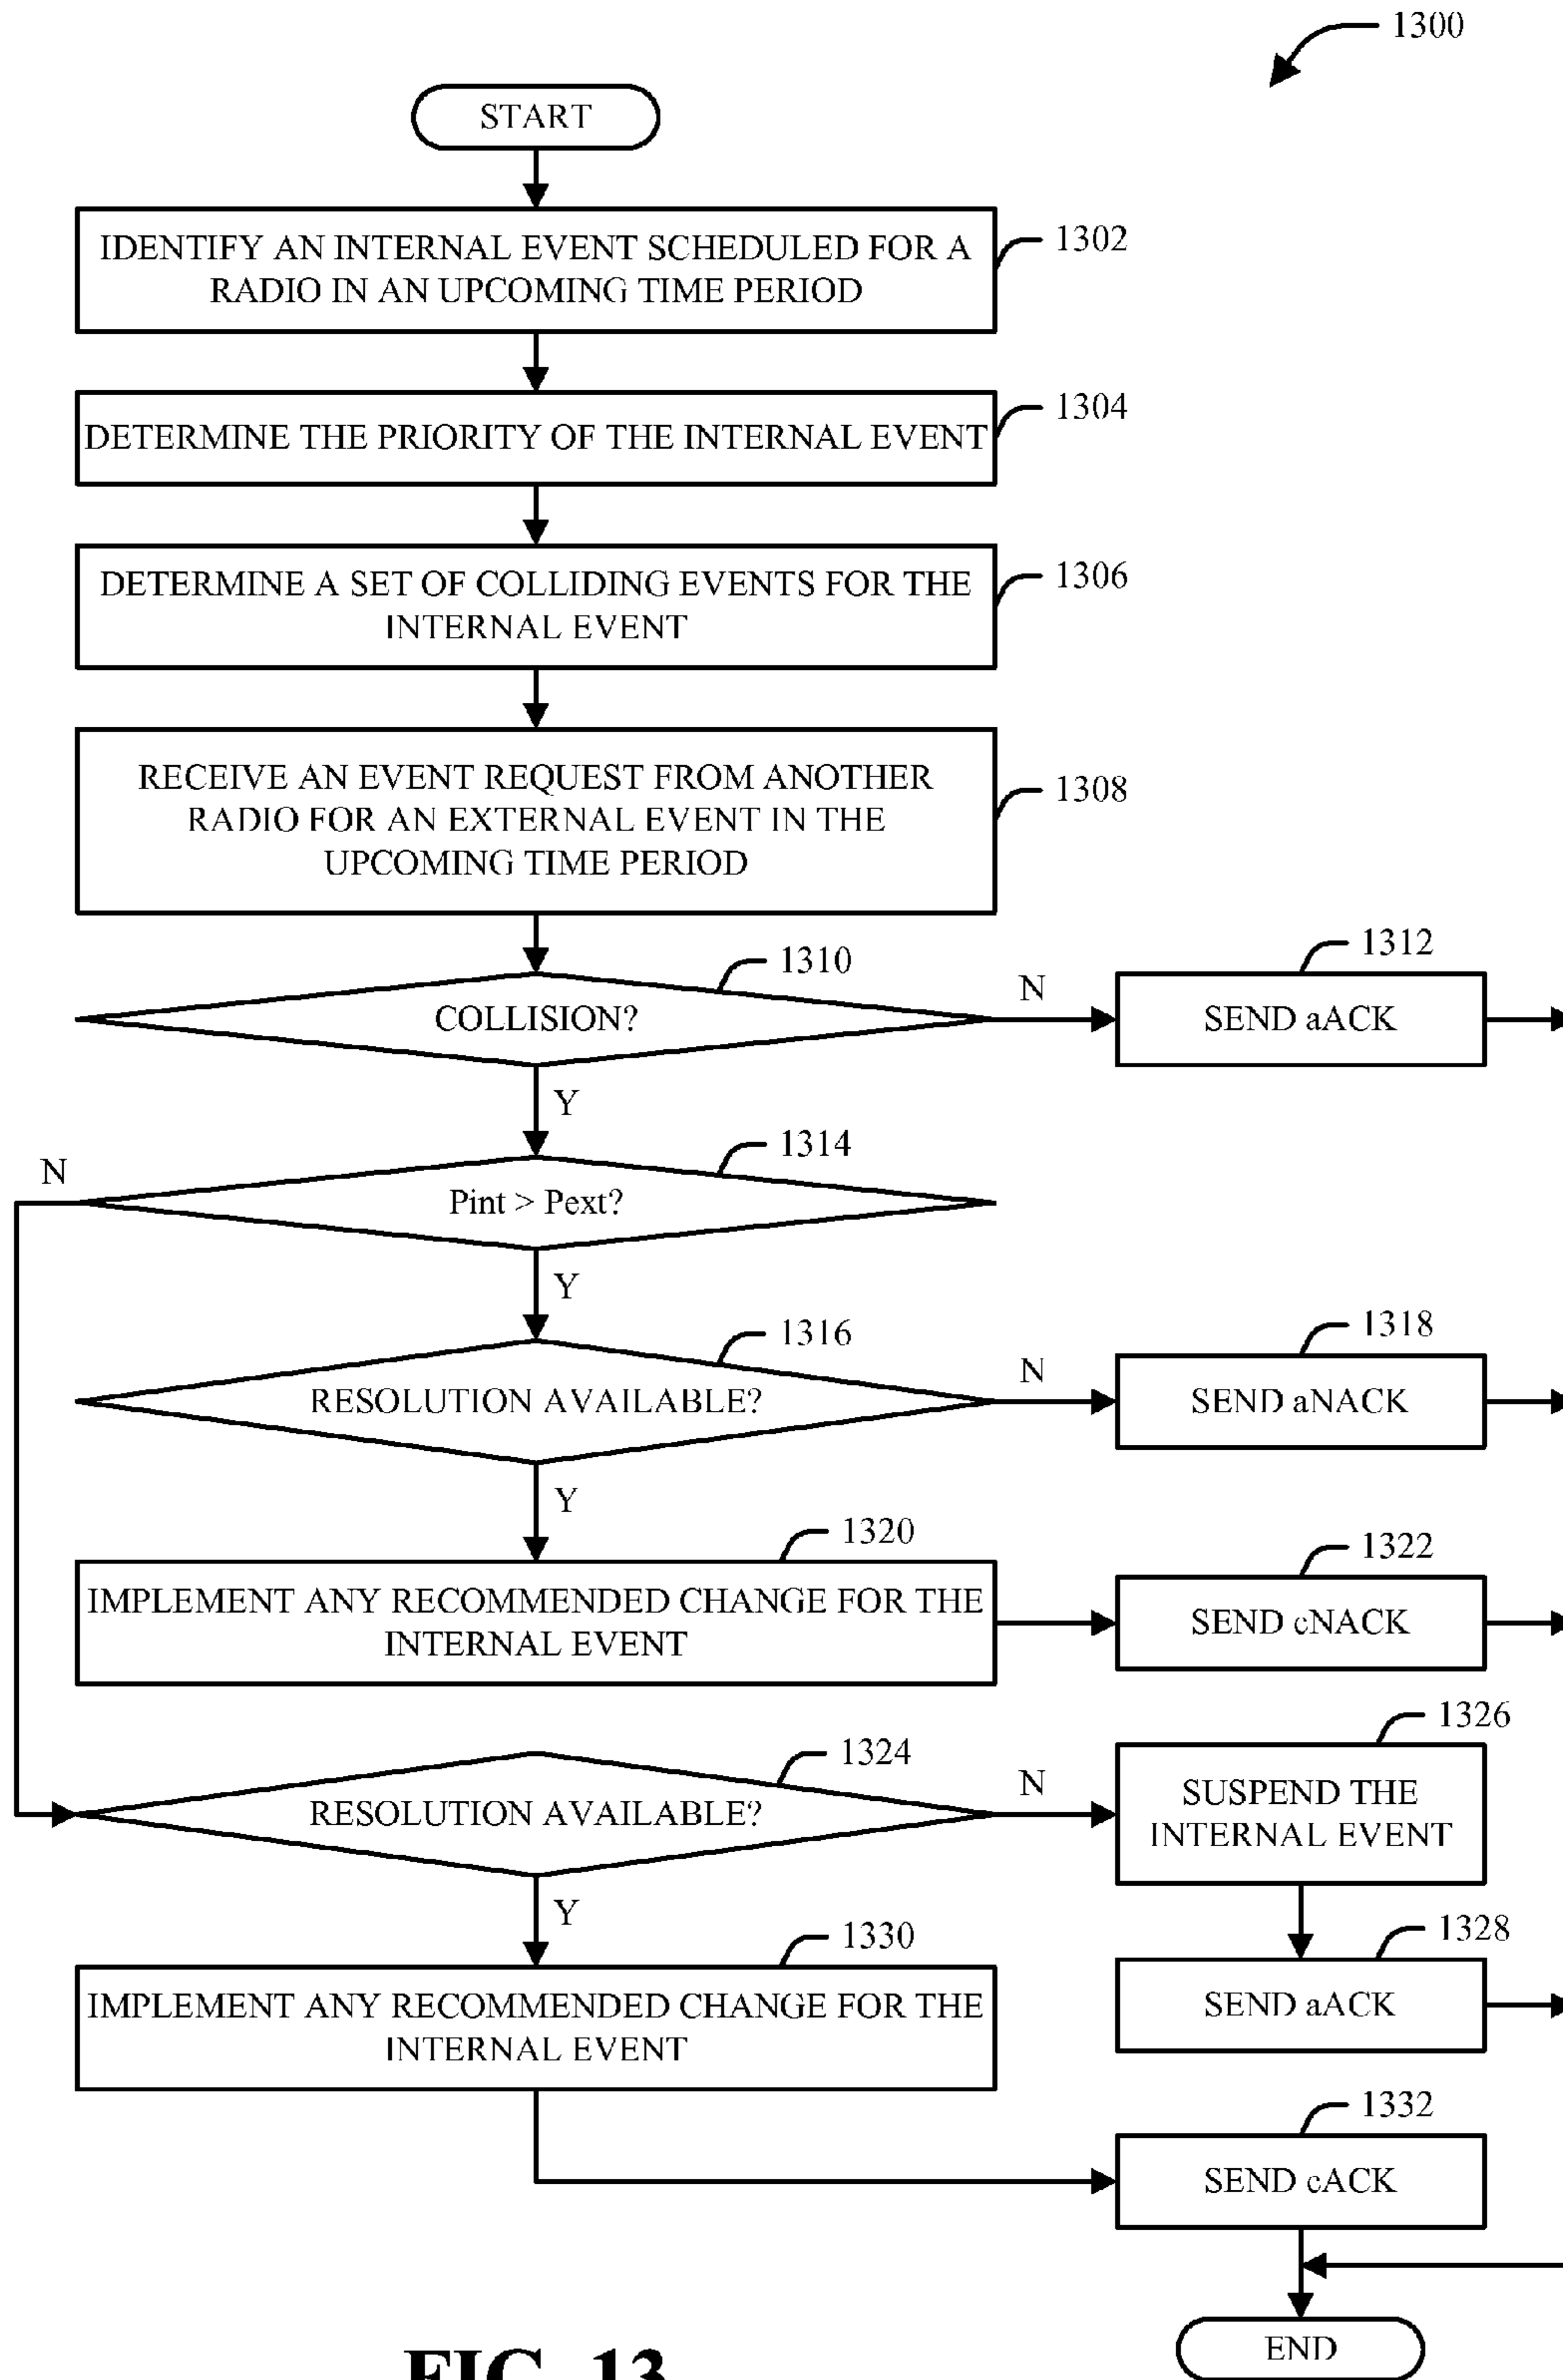 1300
START
IDENTIFY AN INTERNAL EVENT SCHEDULED FOR A
RADIO IN AN UPCOMING TIME PERIOD
1302
DETERMINE THE PRIORITY OF THE INTERNAL EVENT
1304
DETERMINE A SET OF COLLIDING EVENTS FOR THE
INTERNAL EVENT
1306
RECEIVE AN EVENT REQUEST FROM ANOTHER
RADIO FOR AN EXTERNAL EVENT IN THE
UPCOMING TIME PERIOD
1308
COLLISION?
1310
N
SEND aACK
1312
Y
Pint > Pext?
1314
N
Y
RESOLUTION AVAILABLE?
1316
N
SEND aNACK
1318
Y
IMPLEMENT ANY RECOMMENDED CHANGE FOR THE
INTERNAL EVENT
1320
SEND cNACK
1322
RESOLUTION AVAILABLE?
1324
N
SUSPEND THE
INTERNAL EVENT
1326
SEND aACK
1328
Y
IMPLEMENT ANY RECOMMENDED CHANGE FOR THE
INTERNAL EVENT
1330
SEND cACK
1332
END
FIG. 13